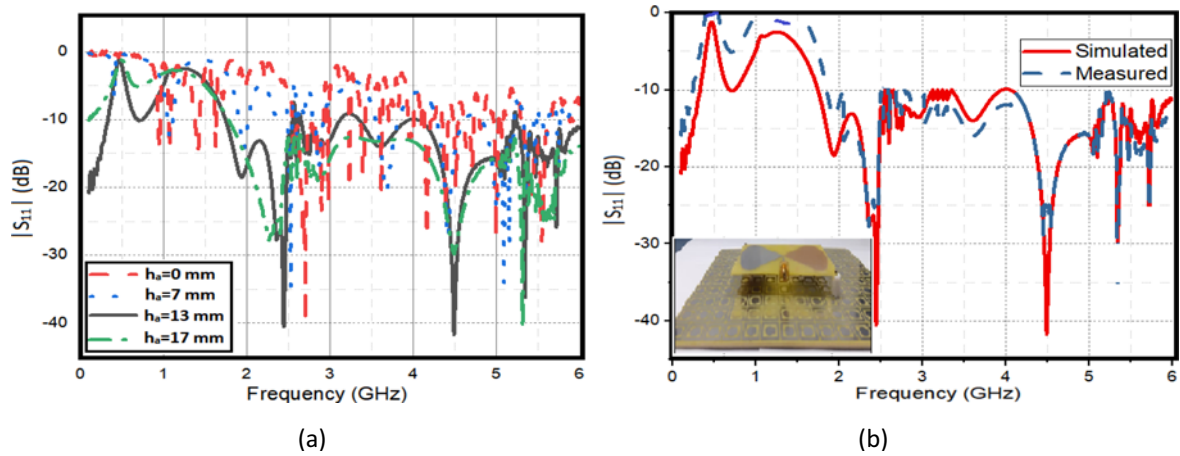 0
-10
-20
-30
-40
|S₁₁| (dB)
hₐ=0 mm
hₐ=7 mm
hₐ=13 mm
hₐ=17 mm
0 1 2 3 4 5 6
Frequency (GHz)
(a)
0
-10
-20
-30
-40
|S₁₁| (dB)
Simulated
Measured
0 1 2 3 4 5 6
Frequency (GHz)
(b)